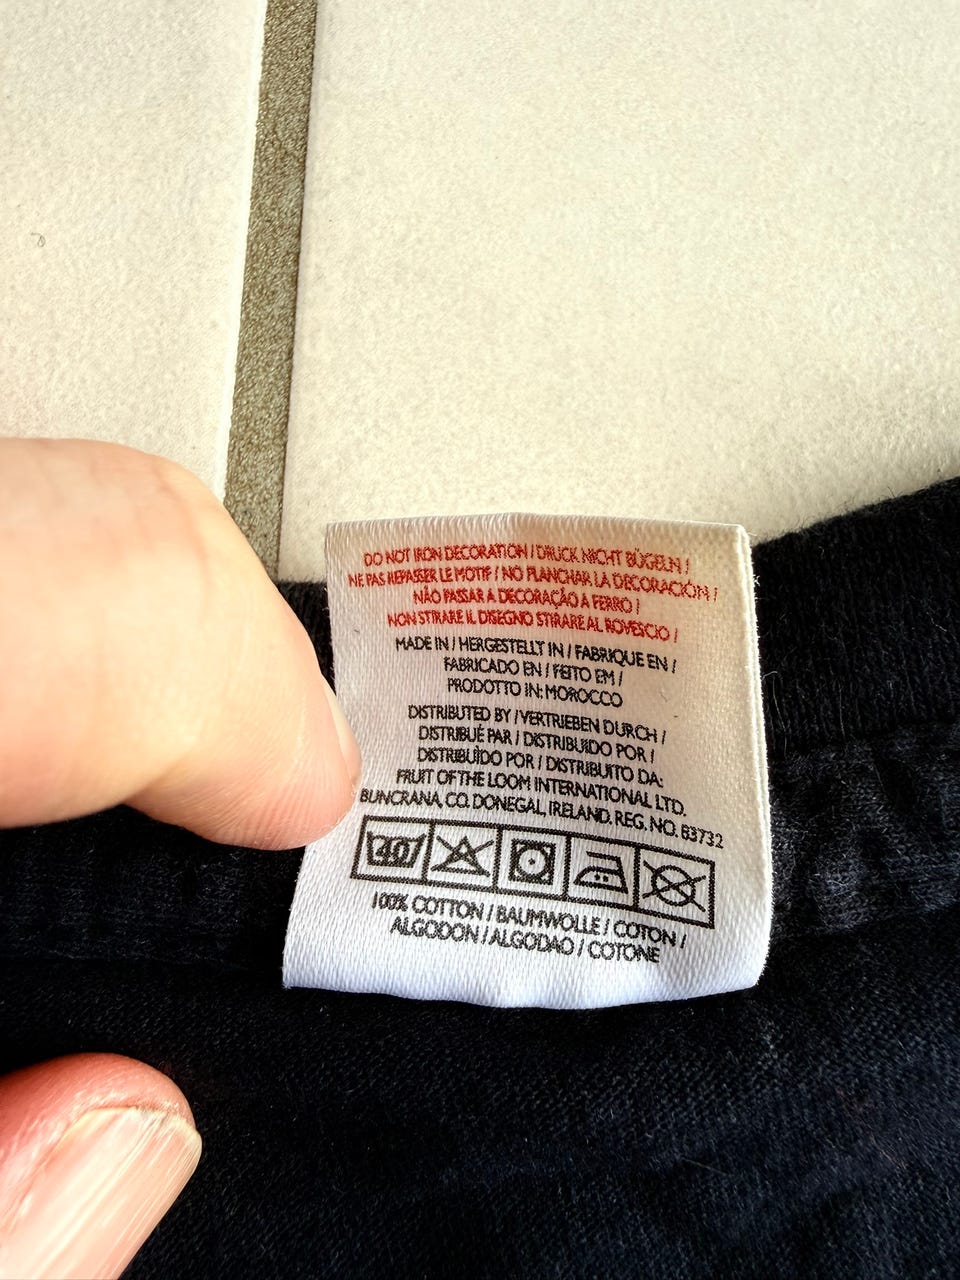 DO NOT IRON DECORATION / DRUCK NICHT BÜGELN /
NE PAS REPASSER LE MOTIF / NO PLANCHAR LA DECORACIÓN /
NÃO PASSAR A DECORAÇÃO A FERRO /
NON STIRARE IL DISEGNO STIRARE AL ROVESCIO /
MADE IN / HERGESTELLT IN / FABRIQUE EN /
FABRICADO EN / FEITO EM /
PRODOTTO IN: MOROCCO
DISTRIBUTED BY / VERTRIEBEN DURCH /
DISTRIBUÉ PAR / DISTRIBUIDO POR /
DISTRIBUÍDO POR / DISTRIBUITO DA:
FRUIT OF THE LOOM INTERNATIONAL LTD.
BUNCRANA, CO. DONEGAL, IRELAND. REG. NO. 63732
40
100% COTTON / BAUMWOLLE / COTON /
ALGODON / ALGODAO / COTONE